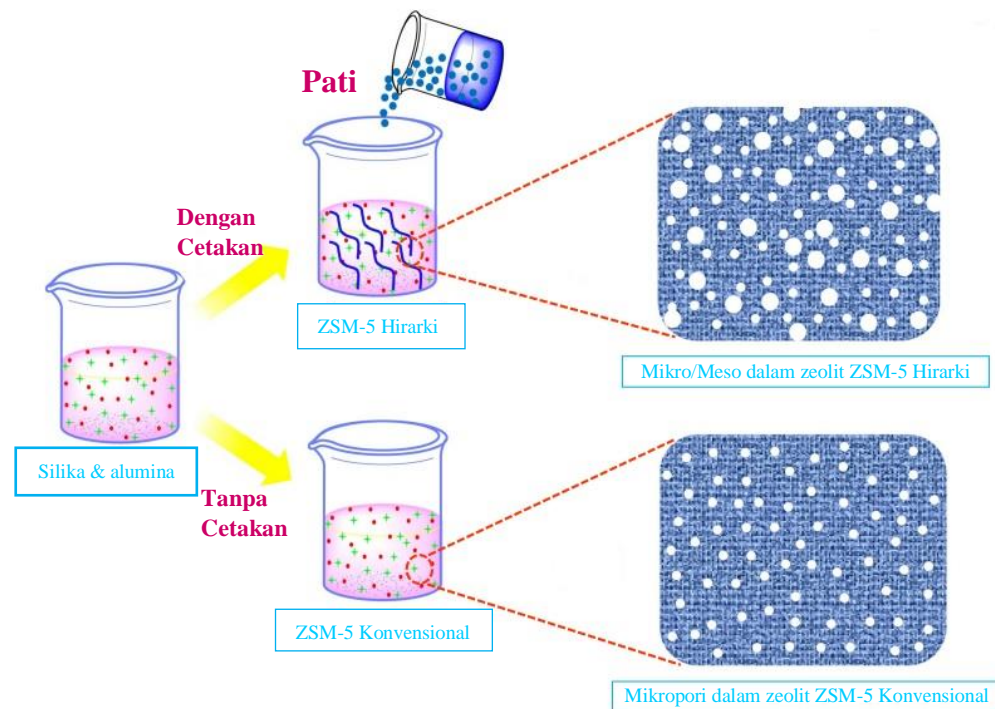 Pati
Dengan
Cetakan
ZSM-5 Hirarki
Mikro/Meso dalam zeolit ZSM-5 Hirarki
Silika & alumina
Tanpa
Cetakan
ZSM-5 Konvensional
Mikropori dalam zeolit ZSM-5 Konvensional